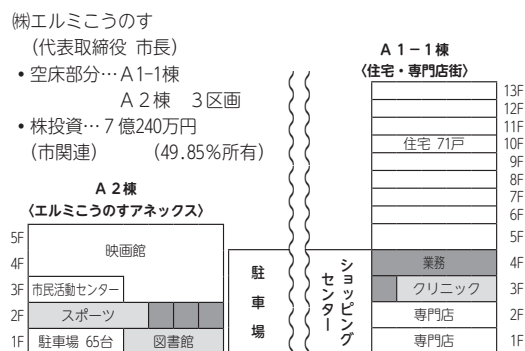 ㈱エルミこうのす
（代表取締役 市長）
•空床部分…A1-1棟
A2棟 3区画
•株投資…7億240万円
（市関連） （49.85%所有）
A2棟
〈エルミこうのすアネックス〉
5F
4F
映画館
3F 市民活動センター
2F スポーツ
1F 駐車場 65台 図書館
駐車場
ショッピングセンター
A1-1棟
〈住宅・専門店街〉
13F
12F
11F
住宅 71戸 10F
9F
8F
7F
6F
5F
業務 4F
クリニック 3F
専門店 2F
専門店 1F